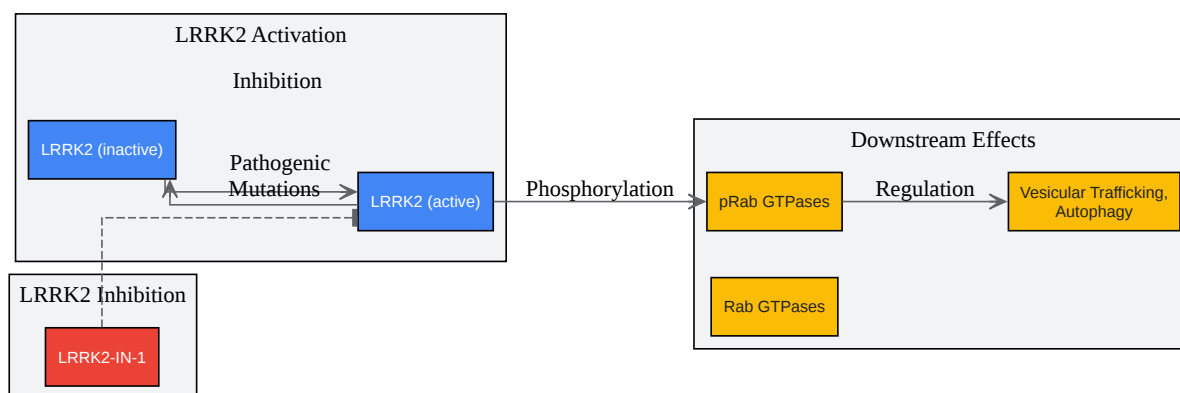 LRRK2 Activation
Inhibition
LRRK2 (inactive)
Pathogenic
Mutations
LRRK2 (active)
Phosphorylation
Downstream Effects
pRab GTPases
Regulation
Vesicular Trafficking,
Autophagy
Rab GTPases
LRRK2 Inhibition
LRRK2-IN-1